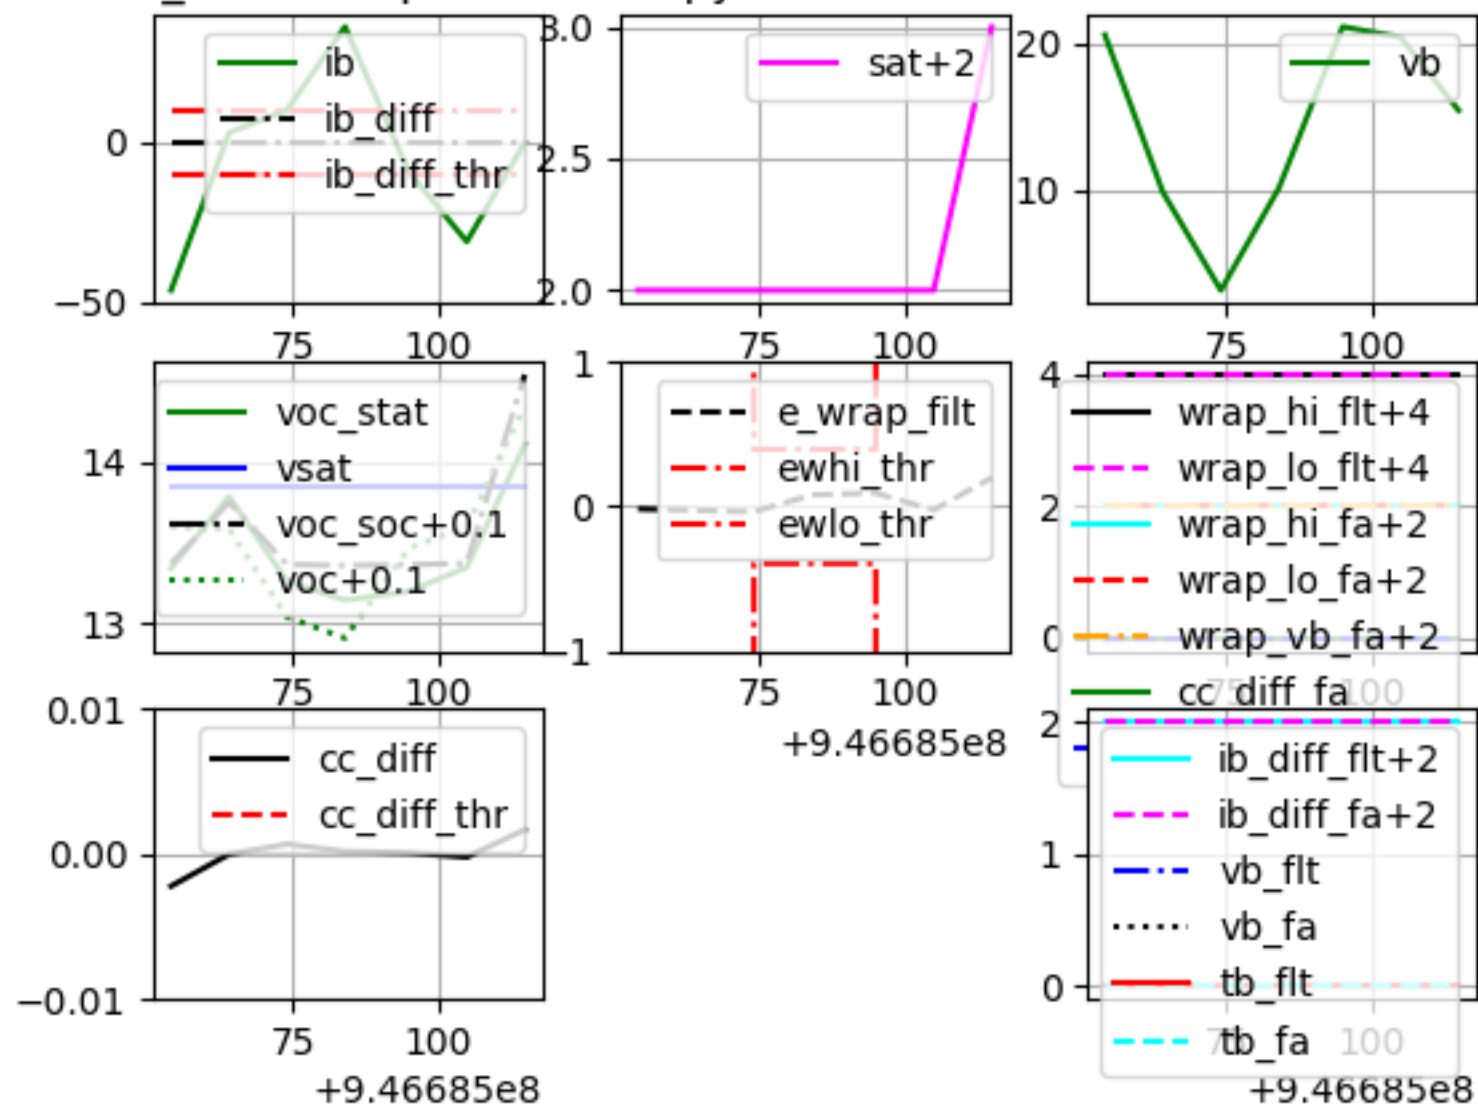 3.0
20
ib
sat+2
vb
ib_diff
0
2.5
ib_diff_thr
10
−50
2.0
75 100
75 100
75 100
1
4
voc_stat
e_wrap_filt
wrap_hi_flt+4
14
vsat
ewhi_thr
wrap_lo_flt+4
0
2
voc_soc+0.1
ewlo_thr
wrap_hi_fa+2
voc+0.1
wrap_lo_fa+2
13
−1
0
wrap_vb_fa+2
75 100
75 100
75 100
cc_diff_fa
0.01
2
+9.46685e8
cc_diff
ib_diff_flt+2
cc_diff_thr
ib_diff_fa+2
0.00
1
vb_flt
vb_fa
−0.01
0
tb_flt
75 100
tb_fa
100
+9.46685e8
+9.46685e8